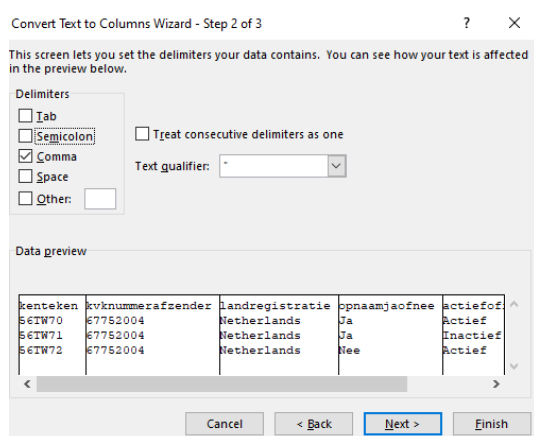 Convert Text to Columns Wizard - Step 2 of 3 ?
This screen lets you set the delimiters your data contains. You can see how your text is affected
in the preview below.
Delimiters
Tab
Semicolon
Comma
Space
Other:
Treat consecutive delimiters as one
Text qualifier: "
Data preview
kenteken kvknummerafzender landregistratie opnaamjaofnee actiefof
56TW70 67752004 Netherlands Ja Actief
56TW71 67752004 Netherlands Ja Inactief
56TW72 67752004 Netherlands Nee Actief
Cancel < Back Next > Finish